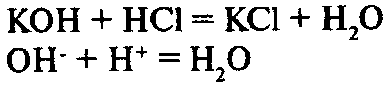 KOH + HCl = KCl + H₂O
OH⁻ + H⁺ = H₂O